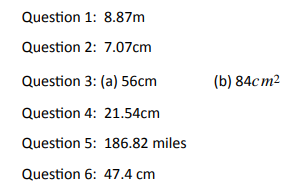 Question 1: 8.87m
Question 2: 7.07cm
Question 3: (a) 56cm (b) 84cm2
Question 4: 21.54cm
Question 5: 186.82 miles
Question 6: 47.4 cm